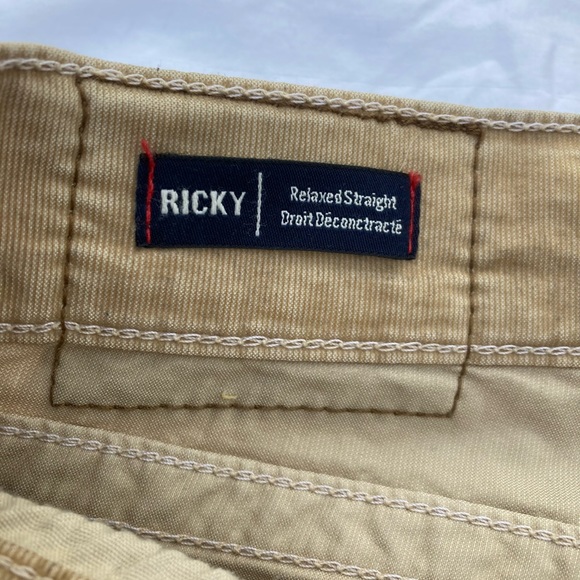 RICKY
Relaxed Straight
Droit Déconctracté